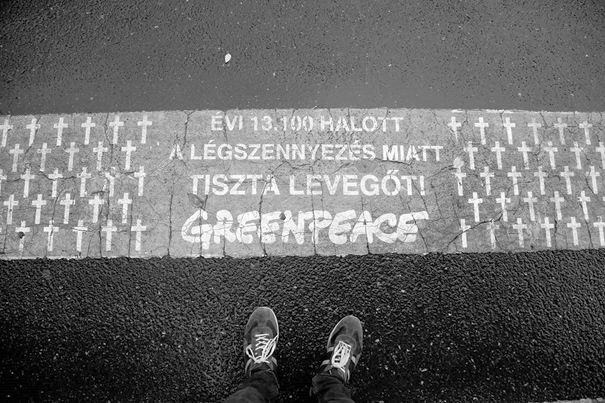 ÉVI 13.100 HALOTT
A LÉGSZENNYEZÉS MIATT
TISZTA LEVEGŐT!
GREENPEACE